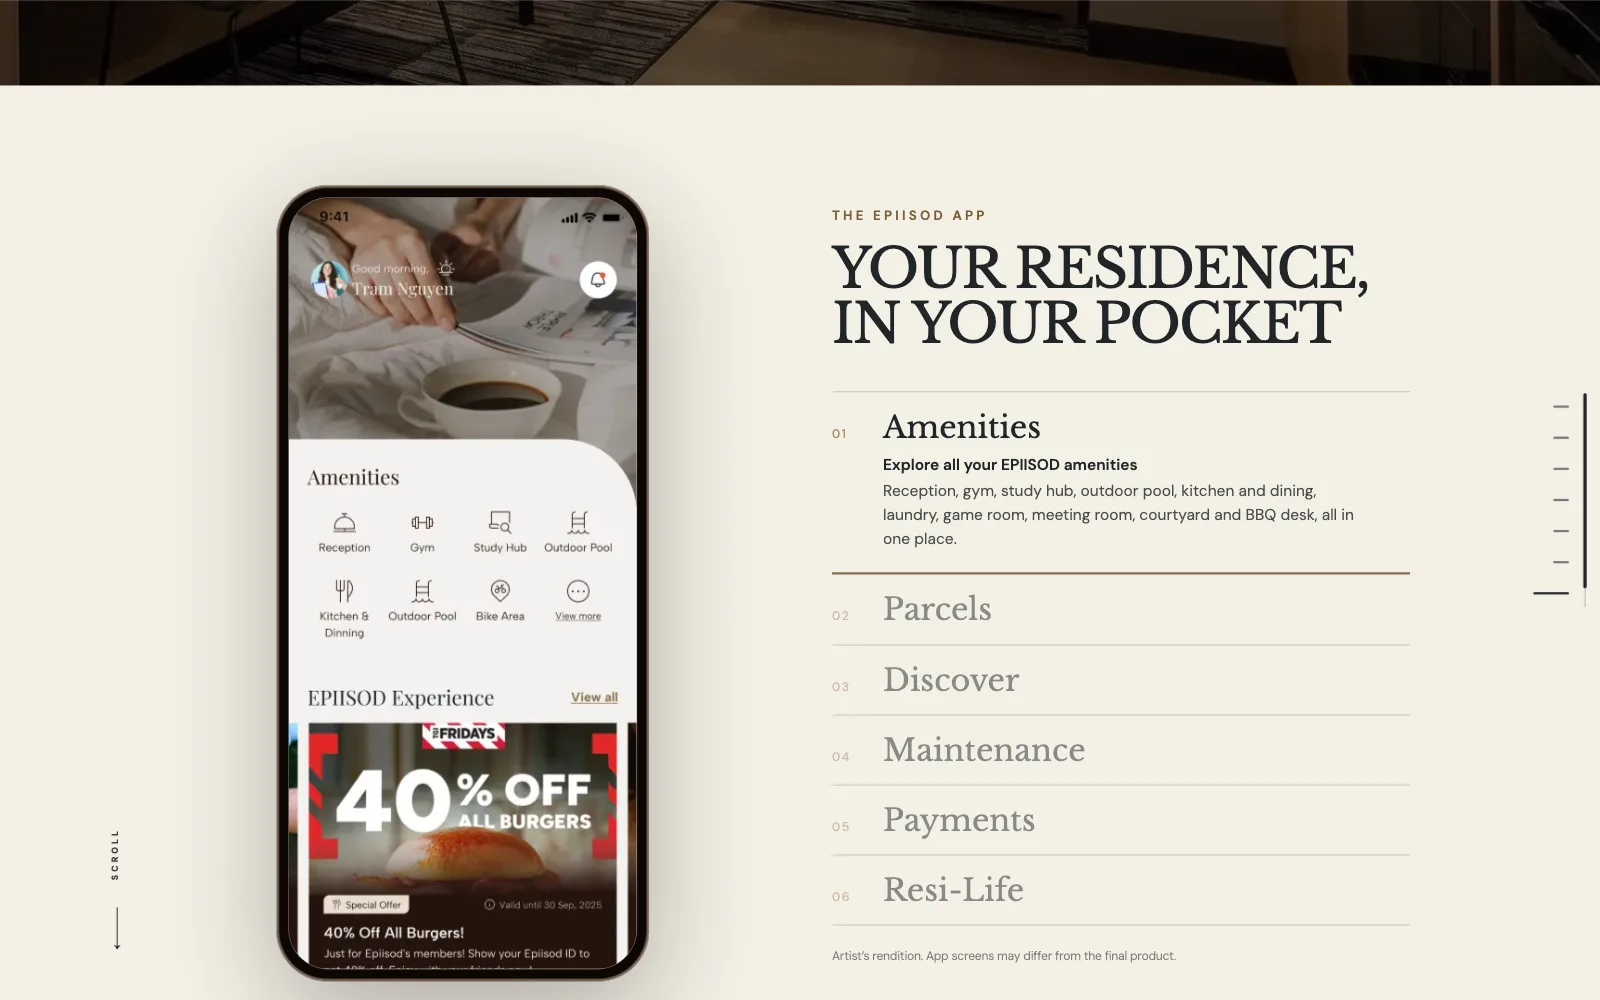 9:41
Good morning,
Tram Nguyen
Amenities
Reception
Gym
Study Hub
Outdoor Pool
Kitchen &
Dinning
Outdoor Pool
Bike Area
View more
EPIISOD Experience
View all
TGI FRIDAYS
40% OFF
ALL BURGERS
Special Offer
Valid until 30 Sep, 2025
40% Off All Burgers!
Just for Epiisod's members! Show your Epiisod ID to
SCROLL
THE EPIISOD APP
YOUR RESIDENCE,
IN YOUR POCKET
01
Amenities
Explore all your EPIISOD amenities
Reception, gym, study hub, outdoor pool, kitchen and dining,
laundry, game room, meeting room, courtyard and BBQ desk, all in
one place.
02
Parcels
03
Discover
04
Maintenance
05
Payments
06
Resi-Life
Artist's rendition. App screens may differ from the final product.